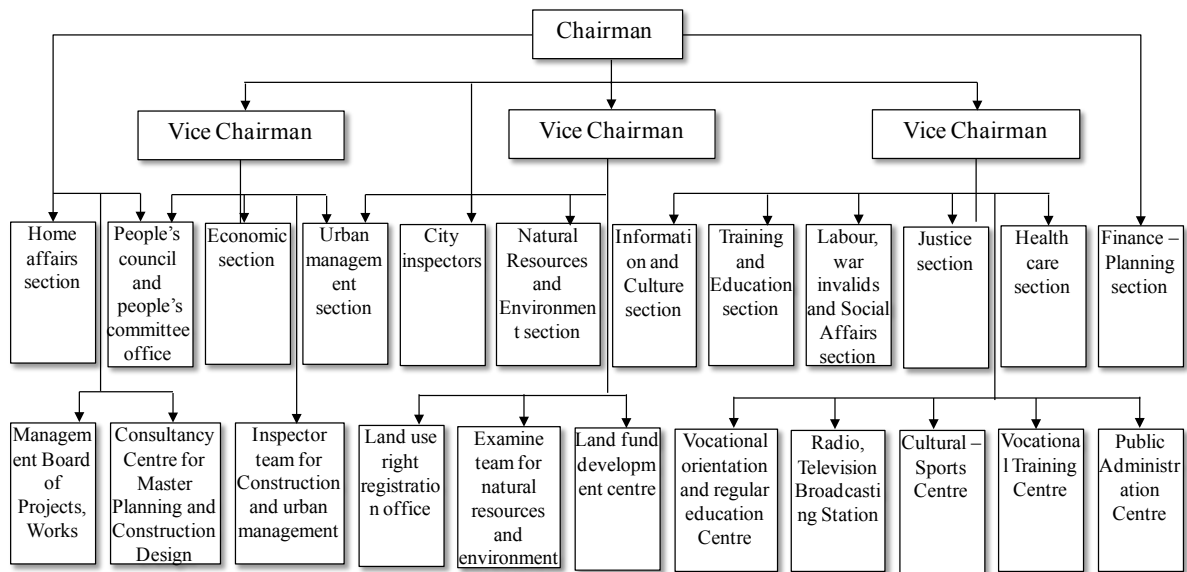 Chairman
Vice Chairman
Vice Chairman
Vice Chairman
Home
affairs
section
People's
council
and
people's
committee
office
Economic
section
Urban
managem
ent
section
City
inspectors
Natural
Resources
and
Environmen
t section
Informati
on and
Culture
section
Training
and
Education
section
Labour,
war
invalids
and Social
Affairs
section
Justice
section
Health
care
section
Finance –
Planning
section
Managem
ent Board
of
Projects,
Works
Consultancy
Centre for
Master
Planning and
Construction
Design
Inspector
team for
Construction
and urban
management
Land use
right
registratio
n office
Examine
team for
natural
resources
and
environment
Land fund
developm
ent centre
Vocational
orientation
and regular
education
Centre
Radio,
Television
Broadcasti
ng Station
Cultural –
Sports
Centre
Vocationa
l Training
Centre
Public
Administr
ation
Centre